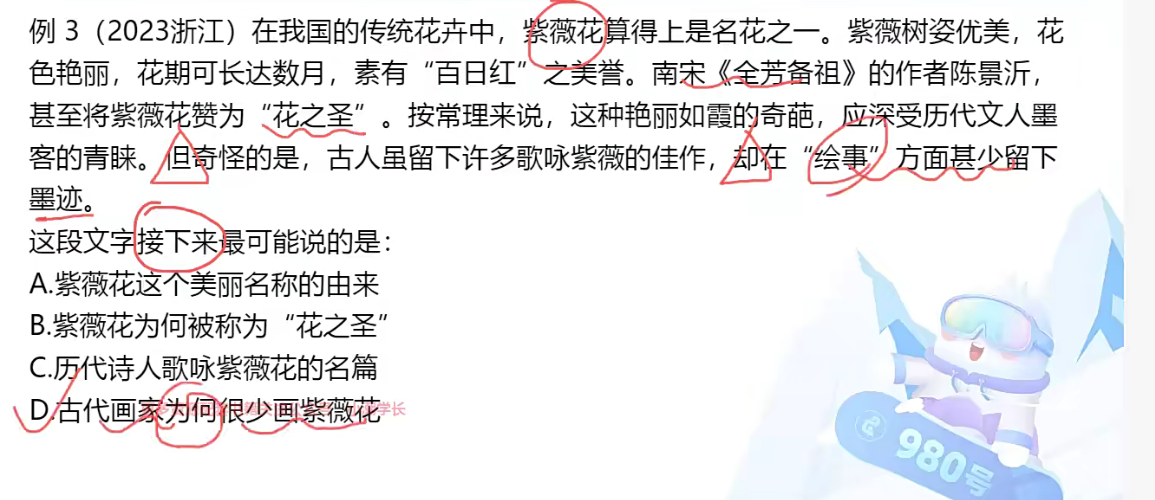 例 3（2023浙江）在我国的传统花卉中，紫薇花算得上是名花之一。紫薇树姿优美，花
色艳丽，花期可长达数月，素有“百日红”之美誉。南宋《全芳备祖》的作者陈景沂，
甚至将紫薇花赞为“花之圣”。按常理来说，这种艳丽如霞的奇葩，应深受历代文人墨
客的青睐。但奇怪的是，古人虽留下许多歌咏紫薇的佳作，却在“绘事”方面甚少留下
墨迹。
这段文字接下来最可能说的是：
A.紫薇花这个美丽名称的由来
B.紫薇花为何被称为“花之圣”
C.历代诗人歌咏紫薇花的名篇
D.古代画家为何很少画紫薇花
学长
980号